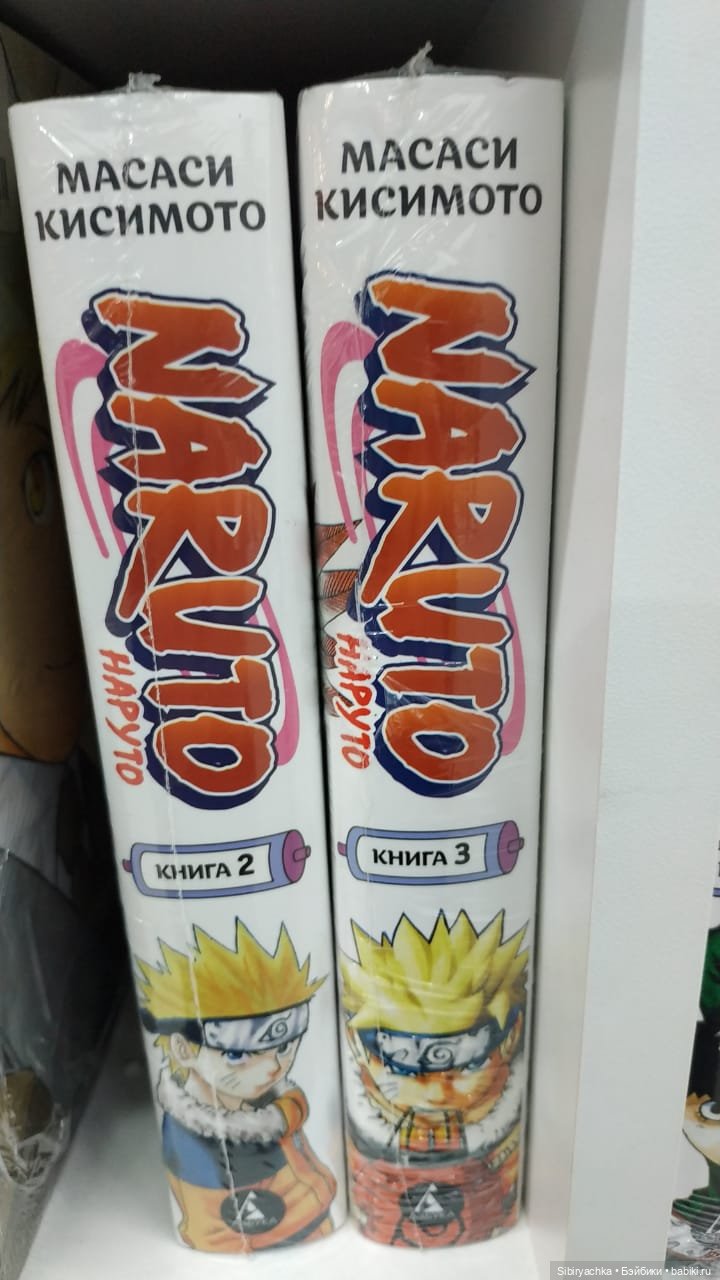 МАСАСИ
КИСИМОТО
NARUTO
НАРУТО
КНИГА 2
МАСАСИ
КИСИМОТО
NARUTO
НАРУТО
КНИГА 3
Sibiryachka • Бэйбики • babiki.ru